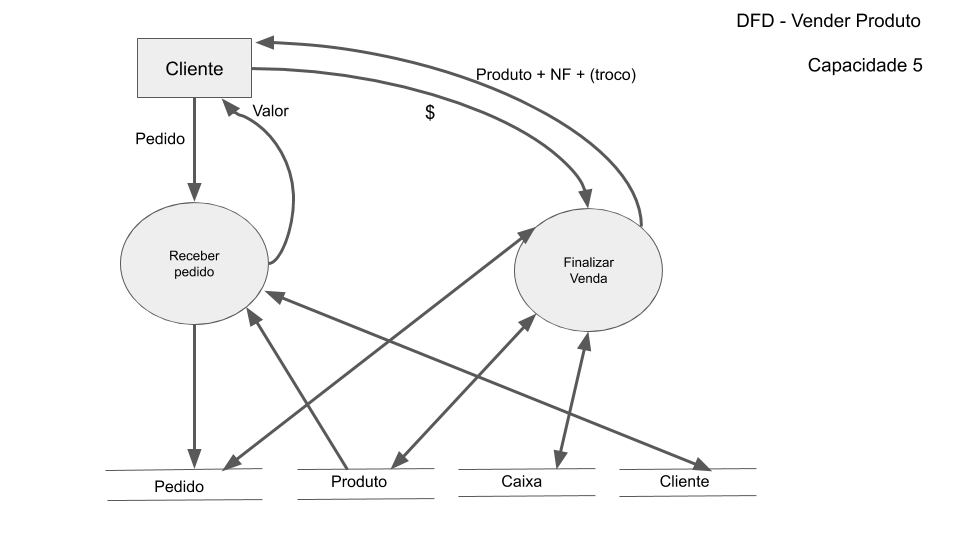 DFD - Vender Produto
Capacidade 5
Cliente
Produto + NF + (troco)
$
Valor
Pedido
Receber
pedido
Finalizar
Venda
Pedido
Produto
Caixa
Cliente